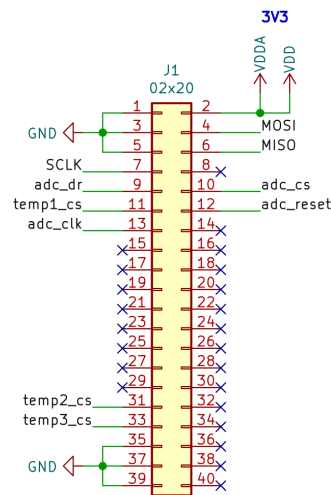 3V3
VDDA
VDD
J1
02x20
1 2
GND 3 4 MOSI
5 6 MISO
SCLK 7 8
adc_dr 9 10 adc_cs
temp1_cs 11 12 adc_reset
adc_clk 13 14
15 16
17 18
19 20
21 22
23 24
25 26
27 28
29 30
temp2_cs 31 32
temp3_cs 33 34
35 36
GND 37 38
39 40